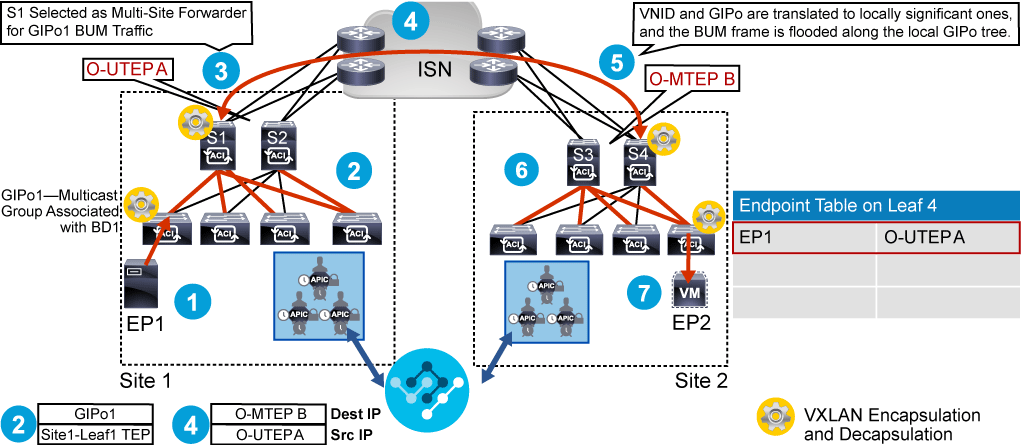 S1 Selected as Multi-Site Forwarder
for GIPo1 BUM Traffic
VNID and GIPo are translated to locally significant ones,
and the BUM frame is flooded along the local GIPo tree.
4
ISN
3
5
O-UTEPA
O-MTEP B
S1
S2
S3
S4
ACI
ACI
ACI
ACI
2
6
GIPo1—Multicast
Group Associated
with BD1
ACI
ACI
ACI
ACI
ACI
ACI
ACI
ACI
Endpoint Table on Leaf 4
EP1
O-UTEPA
1
EP1
APIC
APIC
APIC
APIC
APIC
APIC
7
VM
EP2
Site 1
Site 2
2
GIPo1
Site1-Leaf1 TEP
4
O-MTEP B
Dest IP
O-UTEPA
Src IP
VXLAN Encapsulation
and Decapsulation